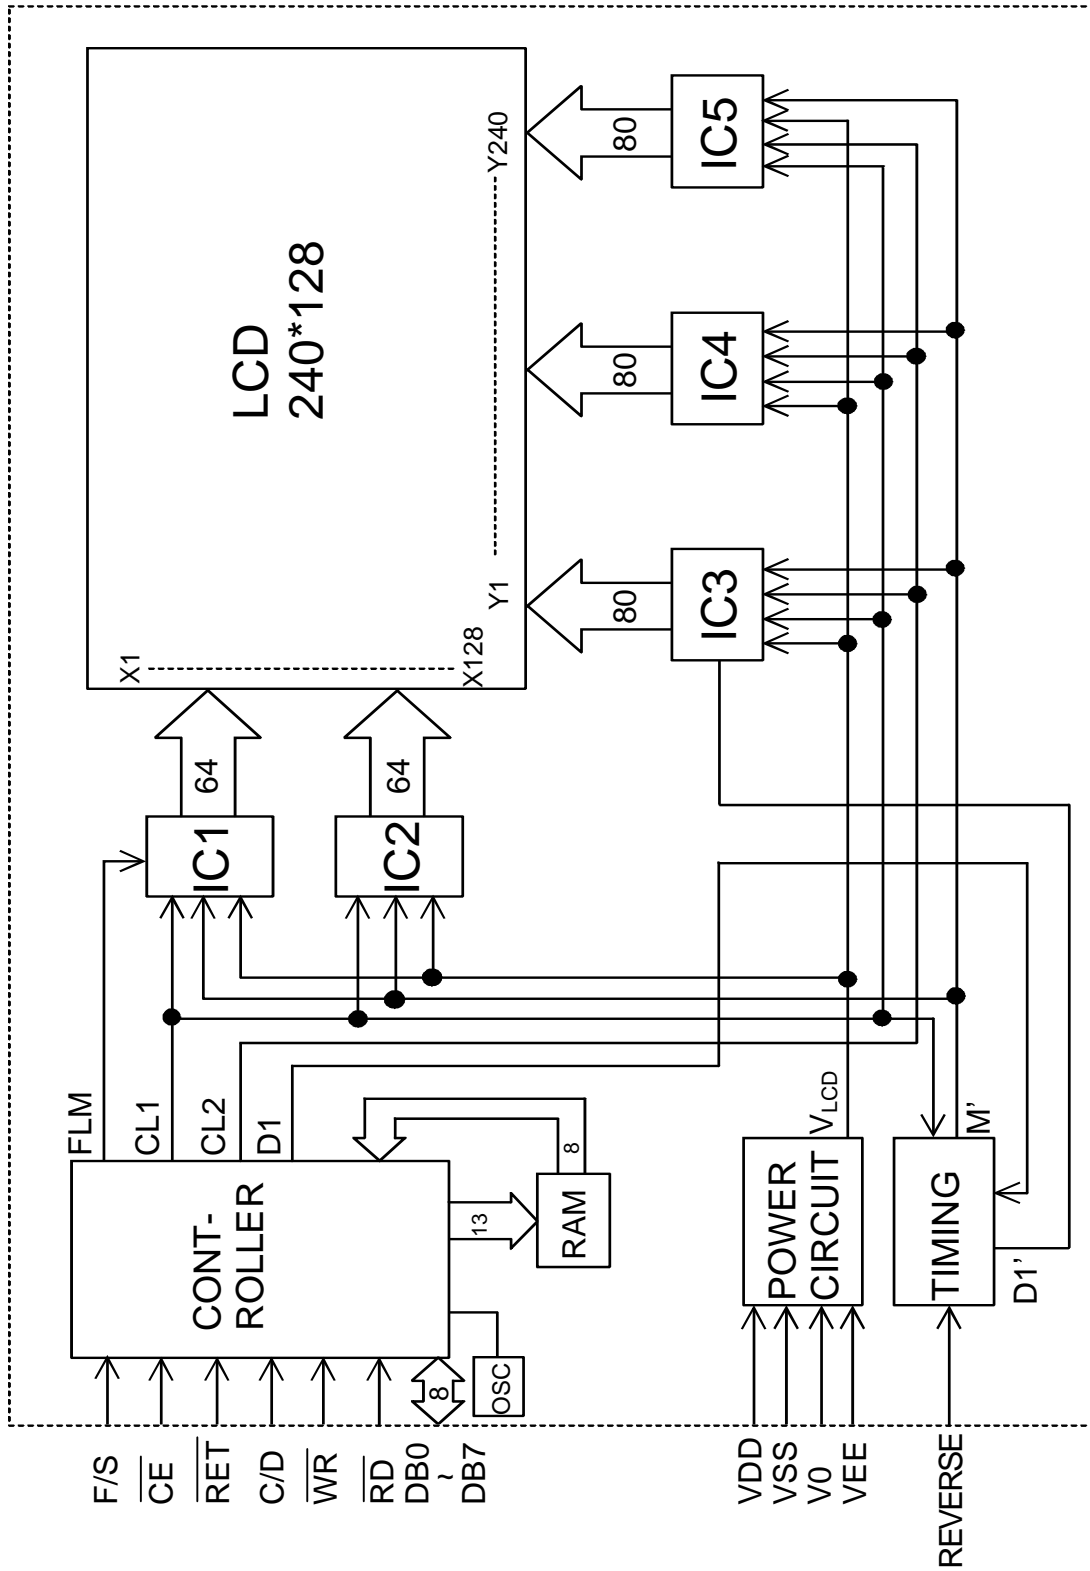 F/S
CE
RET
C/D
WR
RD
DB0
~
DB7
8
OSC
CONT-
ROLLER
FLM
CL1
CL2
D1
13
RAM
8
IC1
64
IC2
64
X1
X128
LCD
240*128
Y1
Y240
80
80
80
IC3
IC4
IC5
VDD
VSS
V0
VEE
POWER
CIRCUIT
VLCD
REVERSE
TIMING
M’
D1’